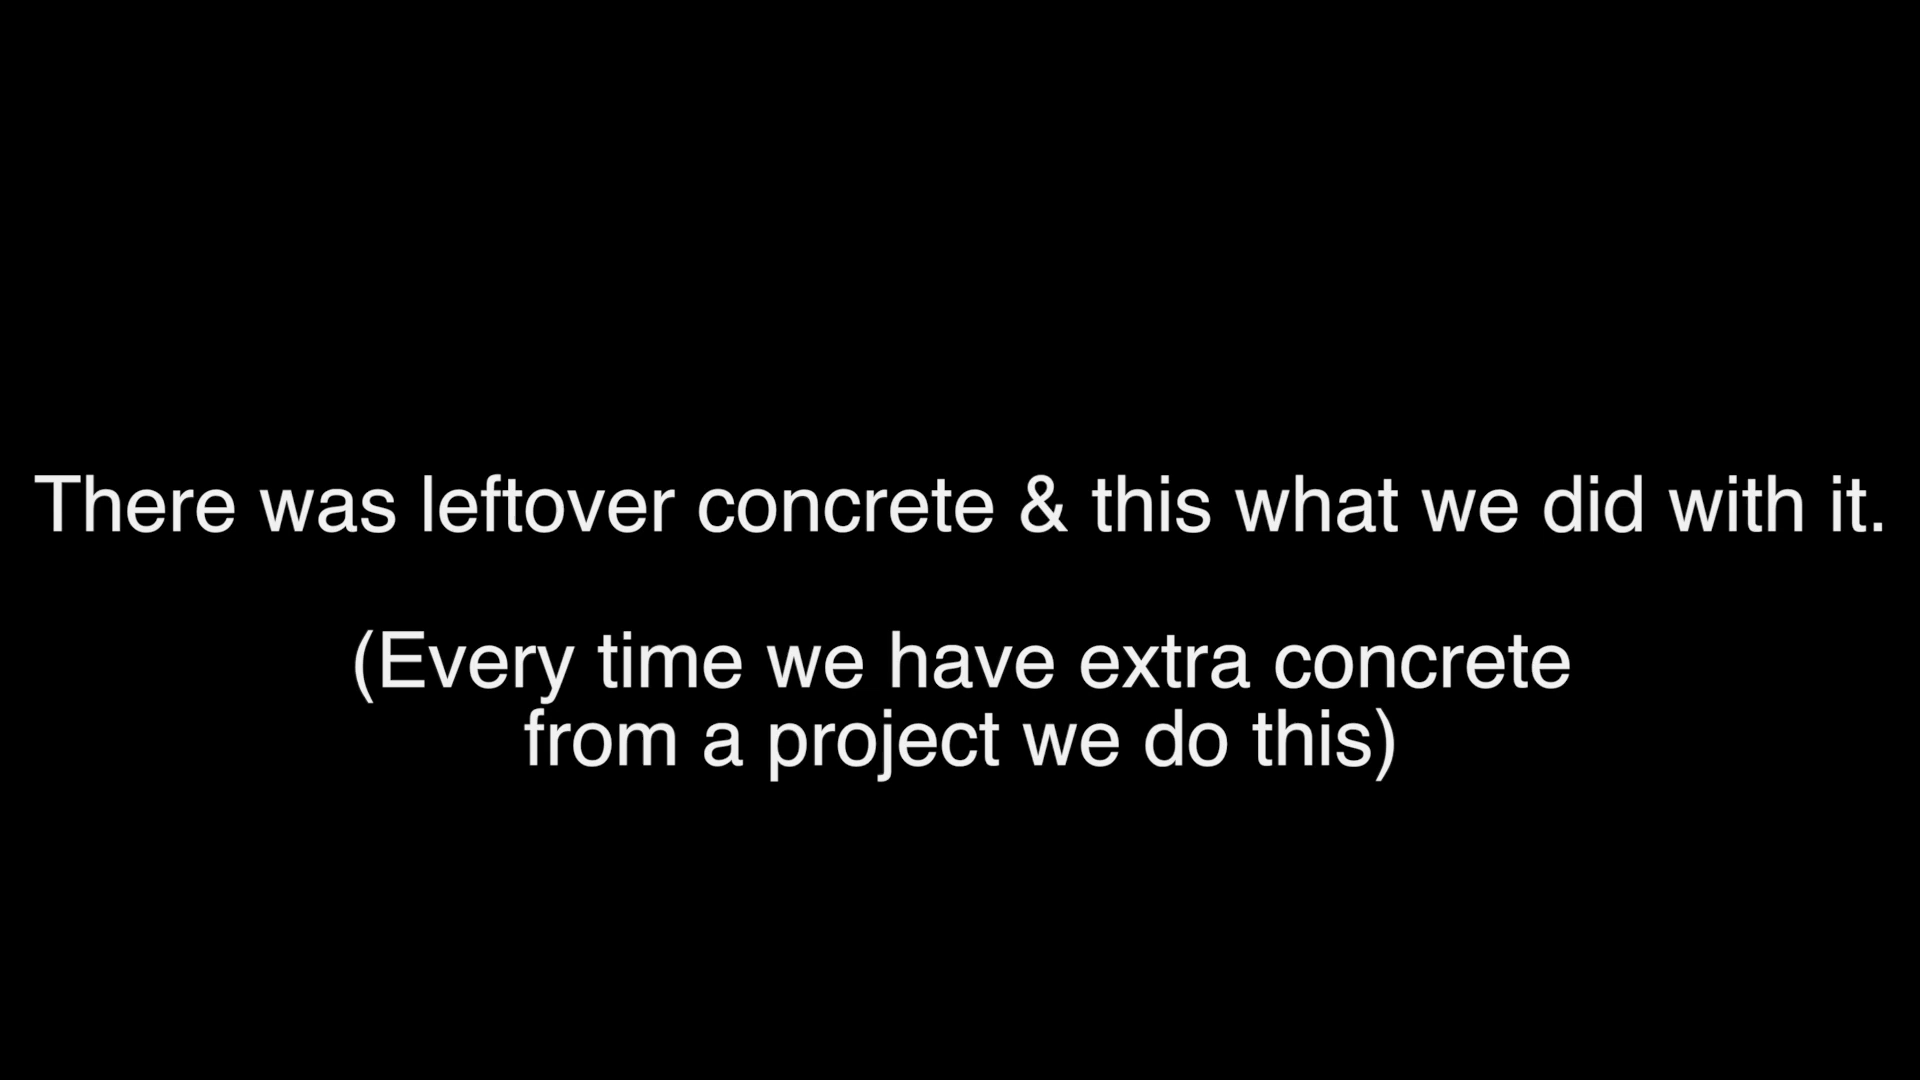 There was leftover concrete & this what we did with it.
(Every time we have extra concrete
from a project we do this)